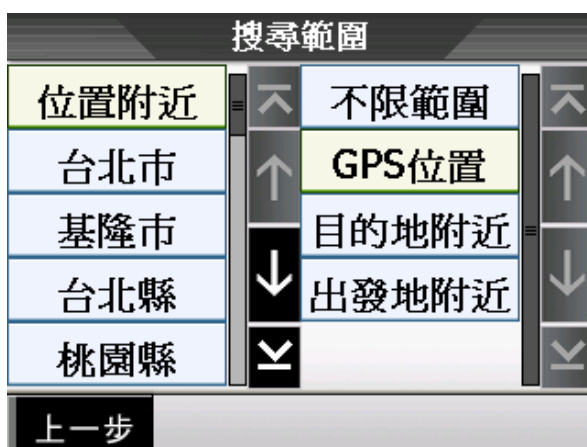 搜尋範圍
位置附近
台北市
基隆市
台北縣
桃園縣
不限範圍
GPS位置
目的地附近
出發地附近
上一步